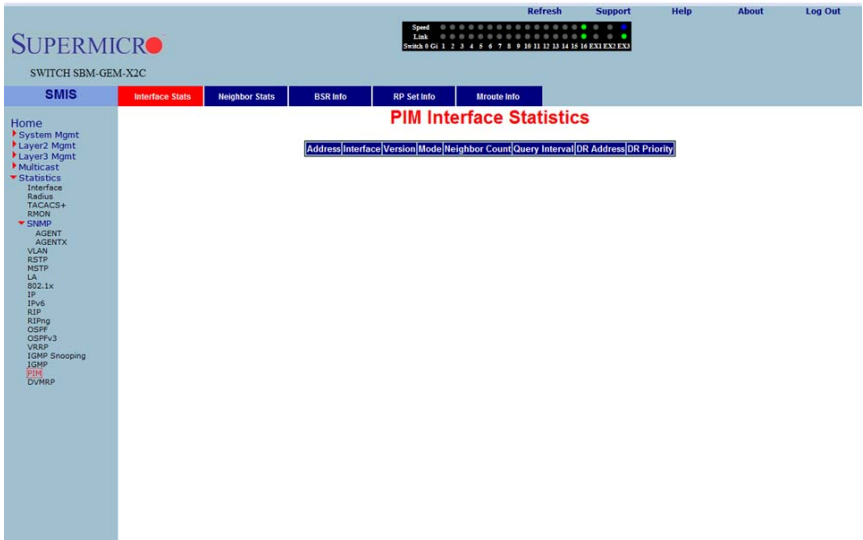 Refresh Support Help About Log Out
SUPERMICRO
SWITCH SBM-GEM-X2C
Speed
Link
Switch 0 Gi 1 2 3 4 5 6 7 8 9 10 11 12 13 14 15 16 EX1 EX2 EX3
SMIS
Interface Stats Neighbor Stats BSR Info RP Set Info Mroute Info
PIM Interface Statistics
Address Interface Version Mode Neighbor Count Query Interval DR Address DR Priority
Home
System Mgmt
Layer2 Mgmt
Layer3 Mgmt
Multicast
Statistics
Interface
Radius
TACACS+
RMON
SNMP
AGENT
AGENTX
VLAN
RSTP
MSTP
LA
802.1x
IP
IPv6
RIP
RIPng
OSPF
OSPFv3
VRRP
IGMP Snooping
IGMP
PIM
DVMRP